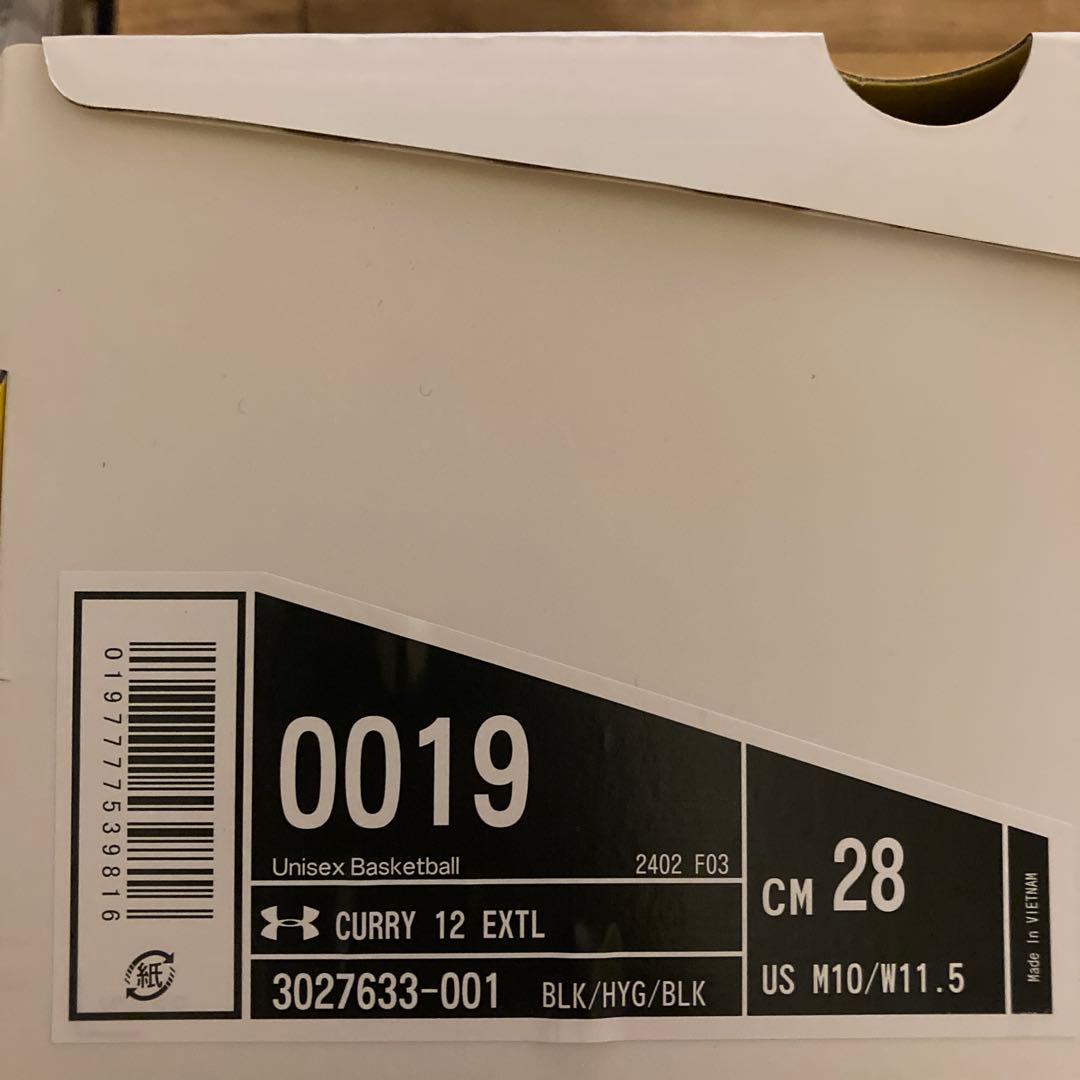 0197777539816
紙
0019
Unisex Basketball
2402 F03
CURRY 12 EXTL
3027633-001
BLK/HYG/BLK
CM 28
US M10/W11.5
Made In VIETNAM